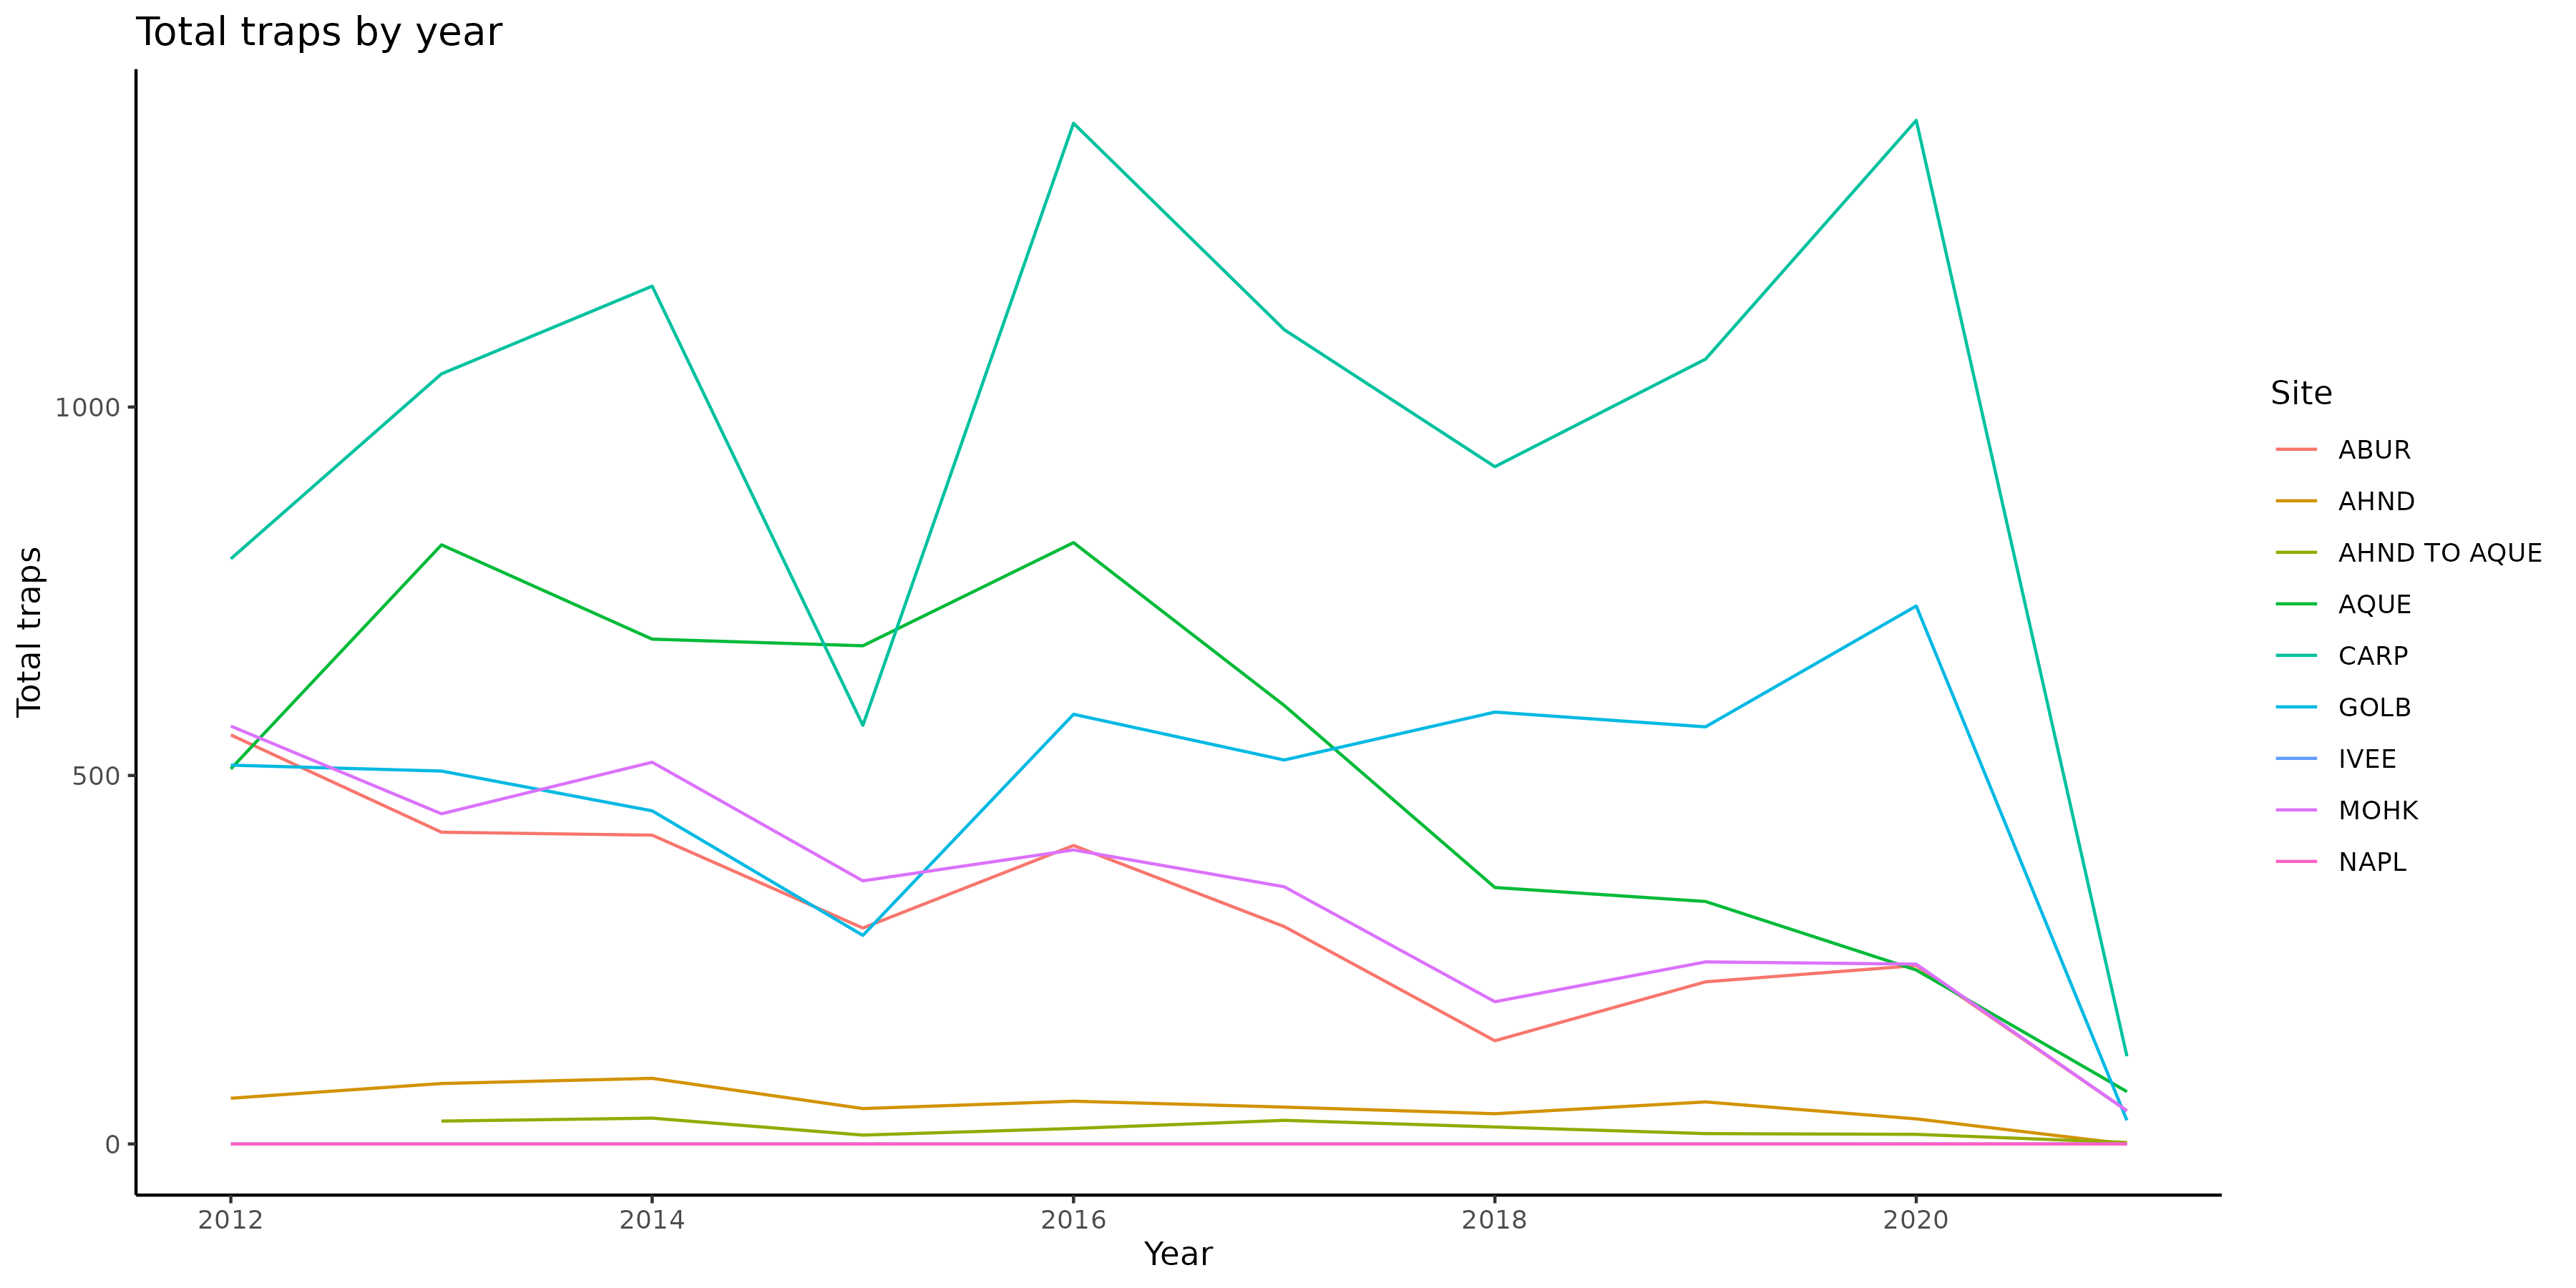 Total traps by year
Total traps
1000
500
0
2012
2014
2016
2018
2020
Year
Site
ABUR
AHND
AHND TO AQUE
AQUE
CARP
GOLB
IVEE
MOHK
NAPL